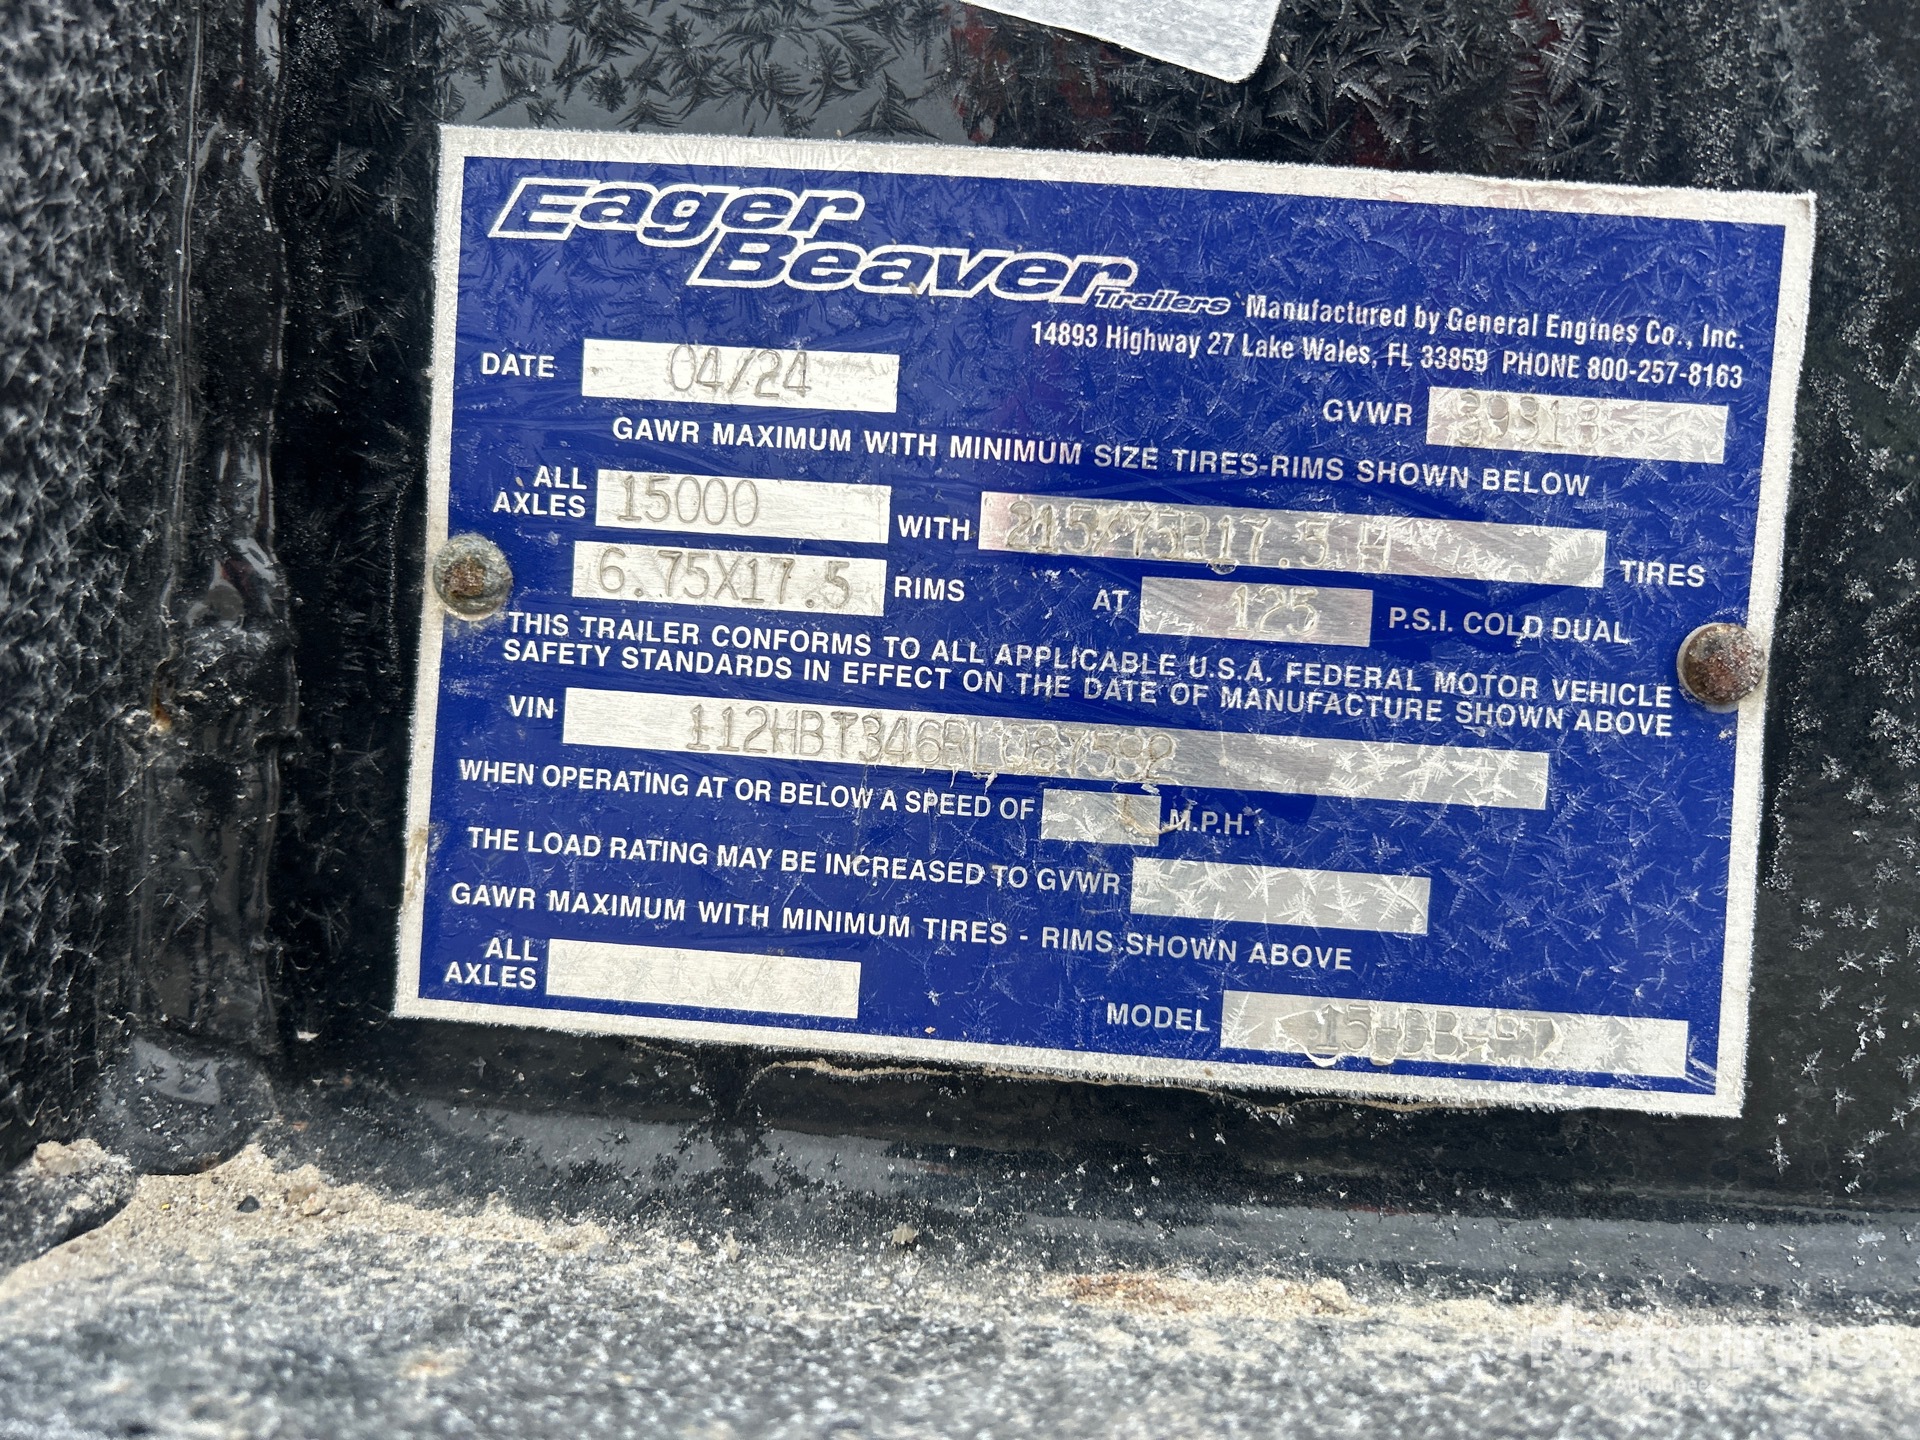 Eager
Beaver
Trailers Manufactured by General Engines Co., Inc.
14893 Highway 27 Lake Wales, FL 33859 PHONE 800-257-8163
DATE 04/24
GVWR
GAWR MAXIMUM WITH MINIMUM SIZE TIRES-RIMS SHOWN BELOW
ALL
AXLES 15000 WITH 215/75R17.5 H TIRES
6.75X17.5 RIMS AT 125 P.S.I. COLD DUAL
THIS TRAILER CONFORMS TO ALL APPLICABLE U.S.A. FEDERAL MOTOR VEHICLE
SAFETY STANDARDS IN EFFECT ON THE DATE OF MANUFACTURE SHOWN ABOVE
VIN 112HBT346RL087592
WHEN OPERATING AT OR BELOW A SPEED OF M.P.H.
THE LOAD RATING MAY BE INCREASED TO GVWR
GAWR MAXIMUM WITH MINIMUM TIRES - RIMS SHOWN ABOVE
ALL
AXLES
MODEL